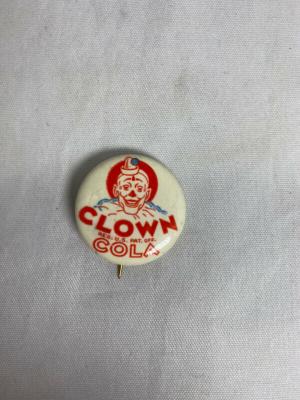 CLOWN
REG. U.S. PAT. OFF.
COLA